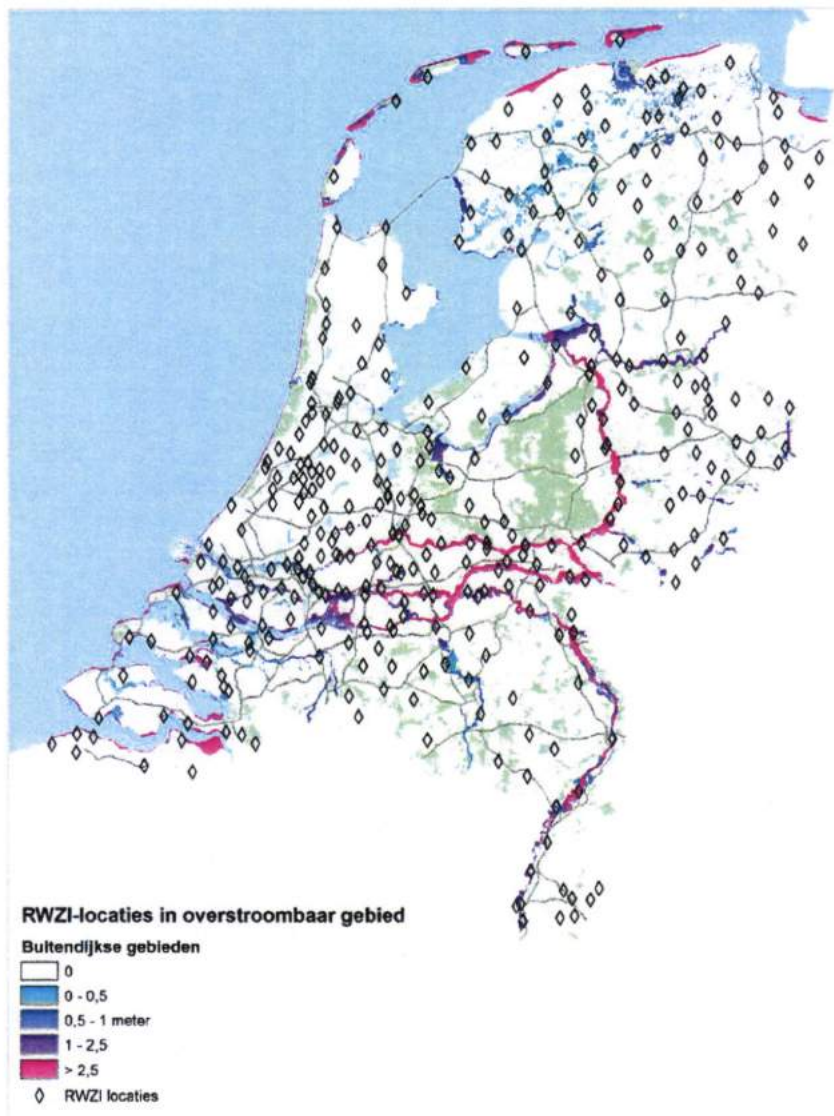 RWZI-locaties in overstroombaar gebied
Buitendijkse gebieden
0
0 - 0,5
0,5 - 1 meter
1 - 2,5
> 2,5
RWZI locaties